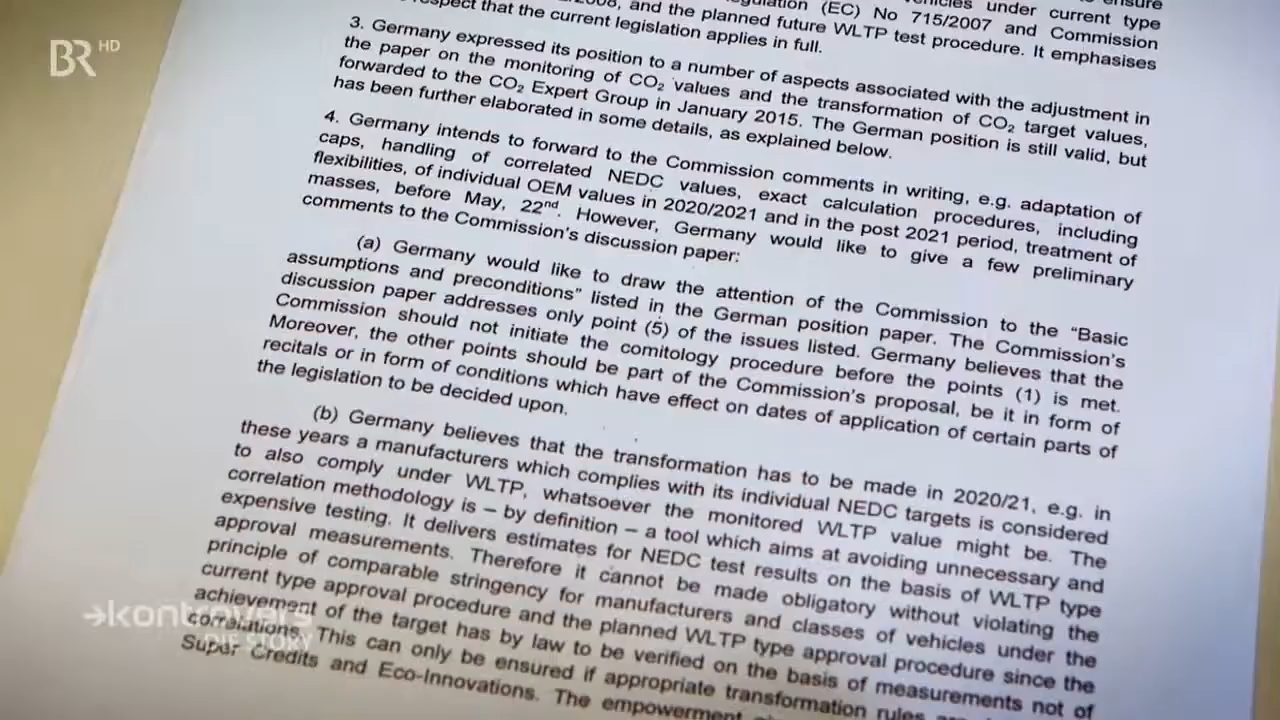 BR HD
ensure
vehicles under current type
Regulation (EC) No 715/2007 and Commission
and the planned future WLTP test procedure. It emphasises
respect that the current legislation applies in full.
3. Germany expressed its position to a number of aspects associated with the adjustment in
the paper on the monitoring of CO₂ values and the transformation of CO₂ target values,
forwarded to the CO₂ Expert Group in January 2015. The German position is still valid, but
has been further elaborated in some details, as explained below.
4. Germany intends to forward to the Commission comments in writing, e.g. adaptation of
caps, handling of correlated NEDC values, exact calculation procedures, including
flexibilities, of individual OEM values in 2020/2021 and in the post 2021 period, treatment of
masses, before May, 22nd. However, Germany would like to give a few preliminary
comments to the Commission's discussion paper:
(a) Germany would like to draw the attention of the Commission to the “Basic
assumptions and preconditions” listed in the German position paper. The Commission's
discussion paper addresses only point (5) of the issues listed. Germany believes that the
Commission should not initiate the comitology procedure before the points (1) is met.
Moreover, the other points should be part of the Commission's proposal, be it in form of
recitals or in form of conditions which have effect on dates of application of certain parts of
the legislation to be decided upon.
(b) Germany believes that the transformation has to be made in 2020/21, e.g. in
these years a manufacturers which complies with its individual NEDC targets is considered
to also comply under WLTP, whatsoever the monitored WLTP value might be. The
correlation methodology is – by definition – a tool which aims at avoiding unnecessary and
expensive testing. It delivers estimates for NEDC test results on the basis of WLTP type
approval measurements. Therefore it cannot be made obligatory without violating the
principle of comparable stringency for manufacturers and classes of vehicles under the
current type approval procedure and the planned WLTP type approval procedure since the
achievement of the target has by law to be verified on the basis of measurements not of
correlations. This can only be ensured if appropriate transformation rules
Super Credits and Eco-Innovations. The empowerment
kontrovers
DIE STORY